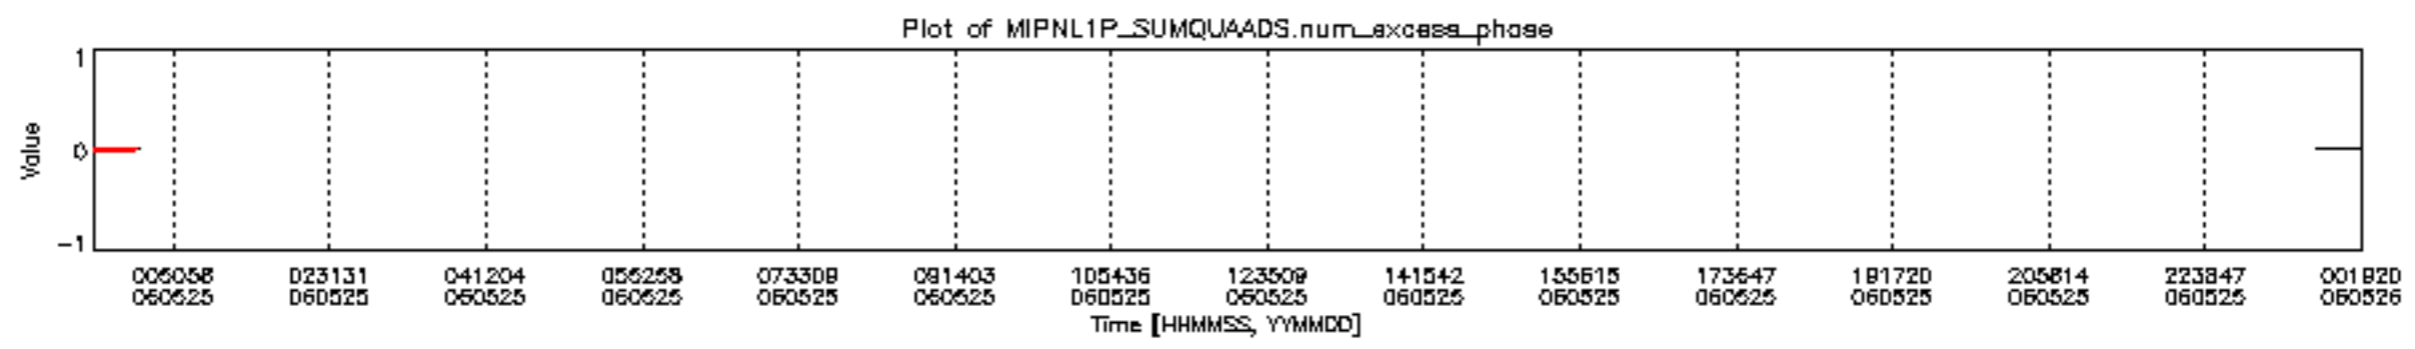 Plot of MIPNL1P_SUMQUAADS.num_excess_phase
1
0
-1
Value
005058 023131 041204 055258 073309 091403 105436 123509 141542 155615 173647 191720 205814 223847 001920
060525 060525 060525 060525 060525 060525 060525 060525 060525 060525 060525 060525 060525 060525 060526
Time [HHMMSS, YYMMDD]